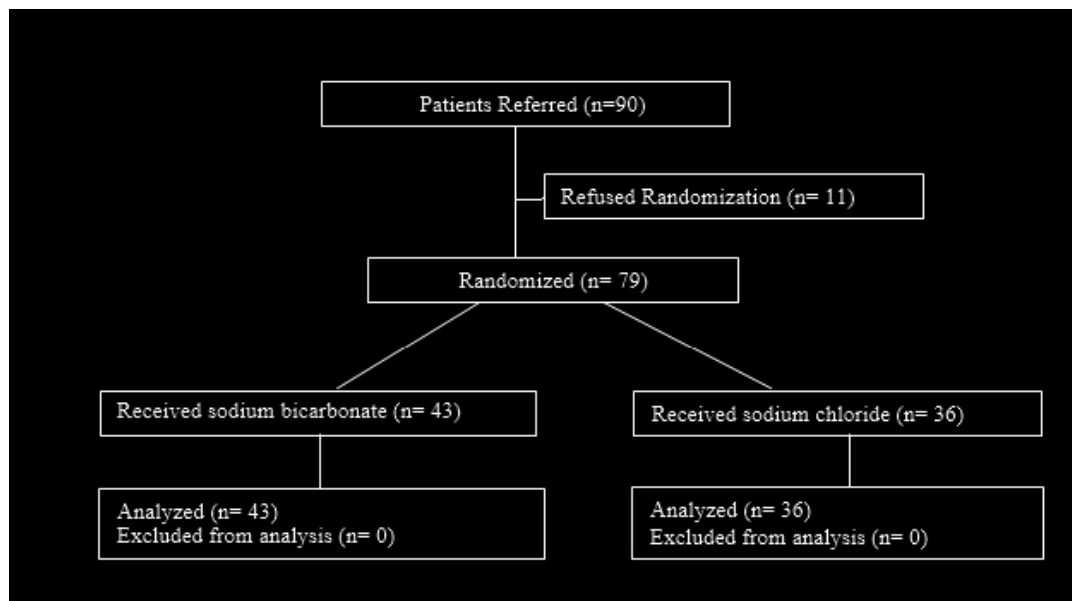 Patients Referred (n=90)
Refused Randomization (n= 11)
Randomized (n= 79)
Received sodium bicarbonate (n= 43)
Received sodium chloride (n= 36)
Analyzed (n= 43)
Excluded from analysis (n= 0)
Analyzed (n= 36)
Excluded from analysis (n= 0)